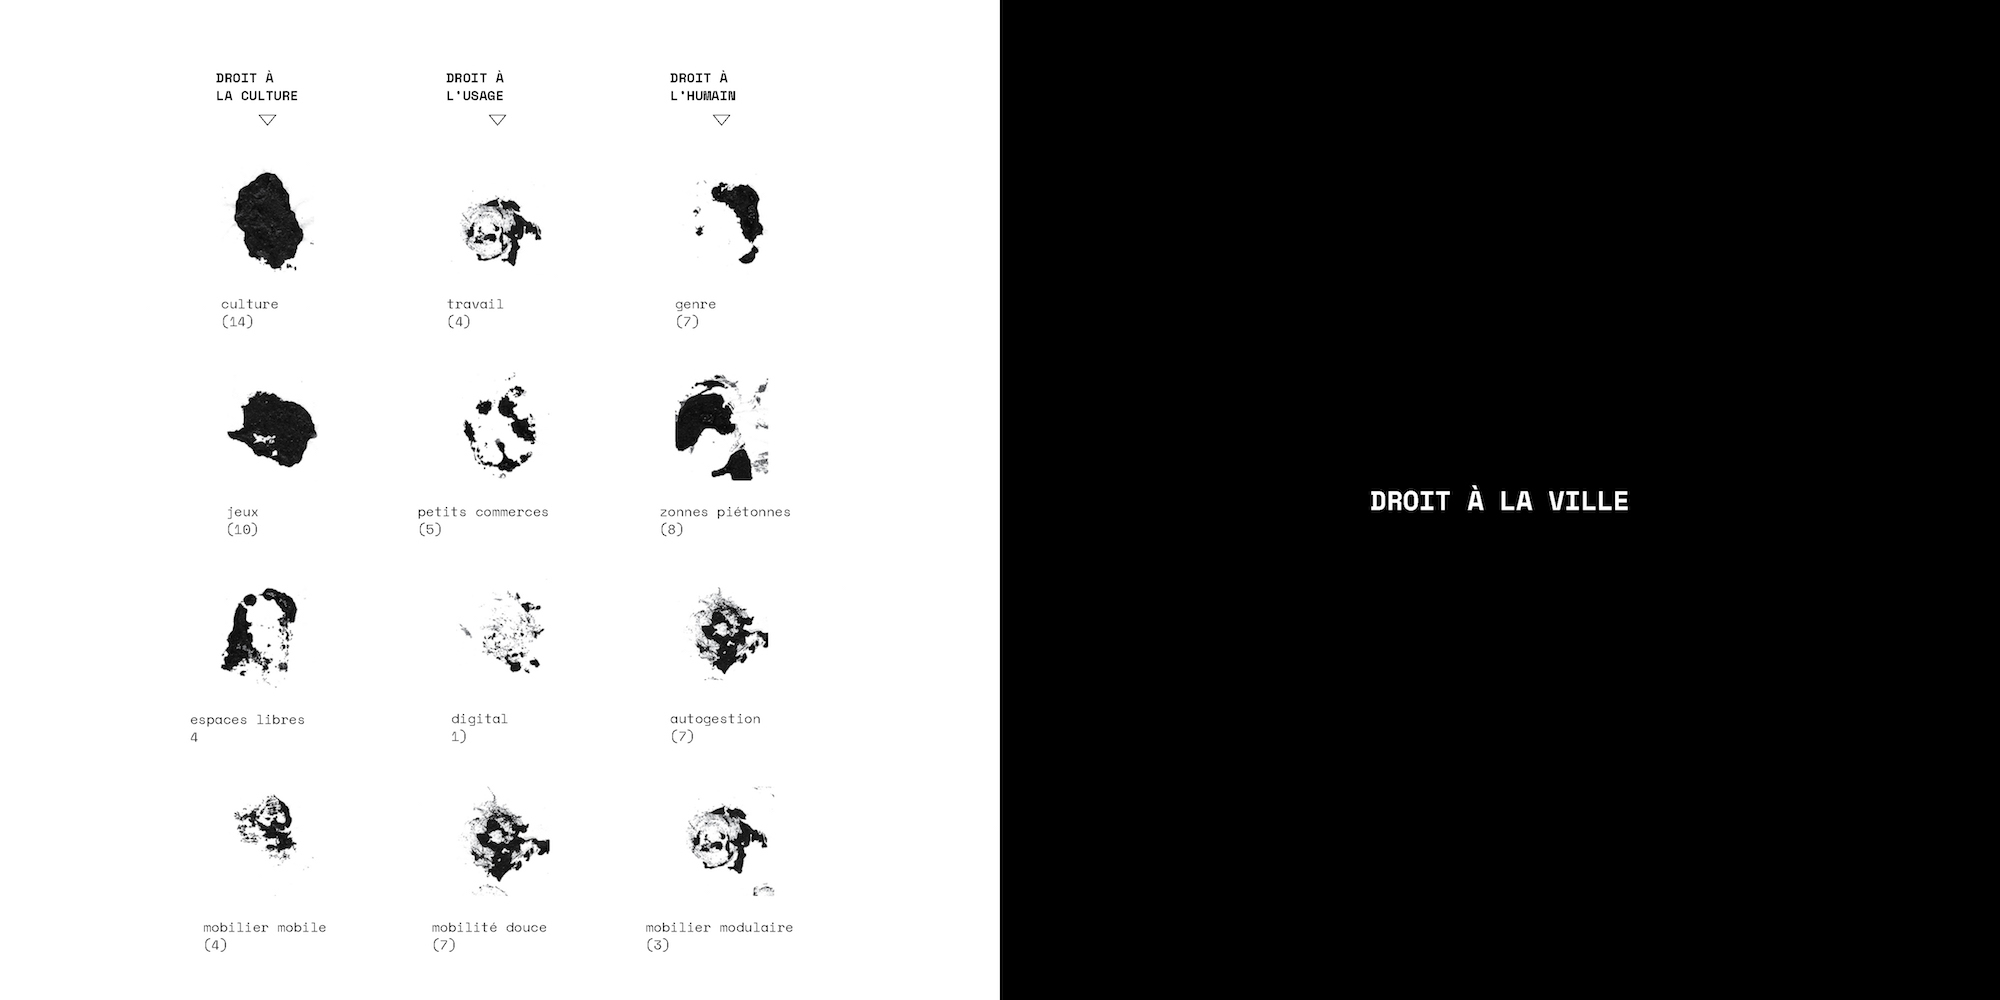 DROIT À
LA CULTURE
DROIT À
L'USAGE
DROIT À
L'HUMAIN
culture
(14)
travail
(4)
genre
(7)
jeux
(10)
petits commerces
(5)
zonnes piétonnes
(8)
espaces libres
4
digital
1)
autogestion
(7)
mobilier mobile
(4)
mobilité douce
(7)
mobilier modulaire
(3)
DROIT À LA VILLE